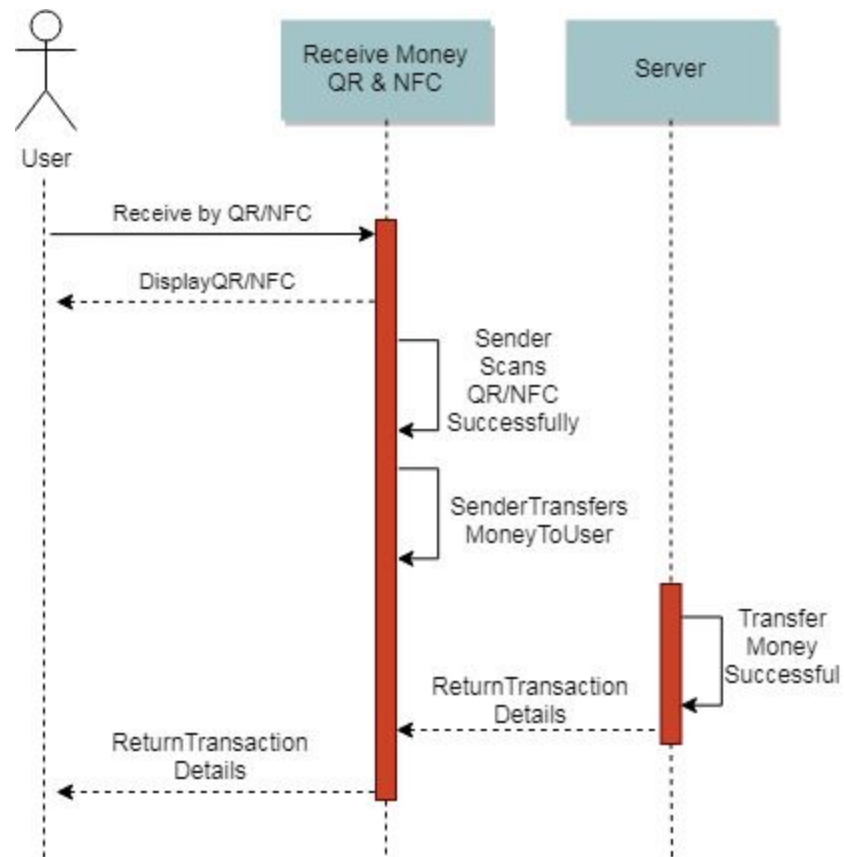 Receive Money
QR & NFC
Server
User
Receive by QR/NFC
DisplayQR/NFC
Sender
Scans
QR/NFC
Successfully
SenderTransfers
MoneyToUser
Transfer
Money
Successful
ReturnTransaction
Details
ReturnTransaction
Details